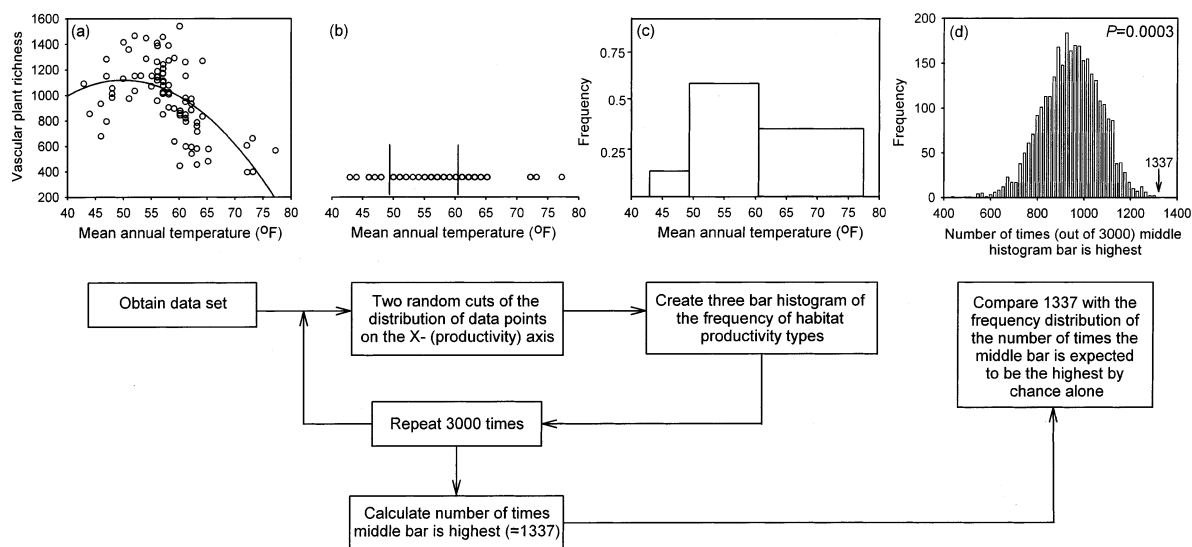 (a)
Vascular plant richness
1600
1400
1200
1000
800
600
400
200
40 45 50 55 60 65 70 75 80
Mean annual temperature (ºF)
(b)
40 45 50 55 60 65 70 75 80
Mean annual temperature (ºF)
(c)
Frequency
0.75
0.5
0.25
40 45 50 55 60 65 70 75 80
Mean annual temperature (ºF)
(d)
P=0.0003
Frequency
200
150
100
50
0
1337
400 600 800 1000 1200 1400
Number of times (out of 3000) middle
histogram bar is highest
Obtain data set
Two random cuts of the
distribution of data points
on the X- (productivity) axis
Create three bar histogram of
the frequency of habitat
productivity types
Compare 1337 with the
frequency distribution of
the number of times the
middle bar is expected
to be the highest by
chance alone
Repeat 3000 times
Calculate number of times
middle bar is highest (=1337)